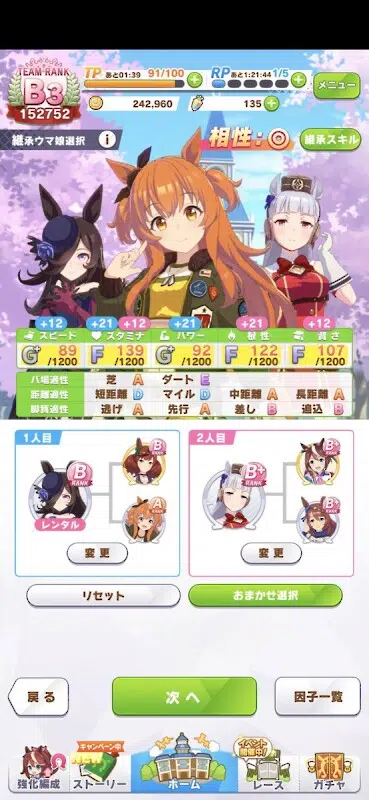 TEAM RANK
B3
152752
TP あと01:39 91/100
RP あと1:21:44 1/5
メニュー
242,960
135
継承ウマ娘選択
i
相性:◎
継承スキル
+12 +21 +12 +21 +21 +12
スピード スタミナ パワー 根性 賢さ
G+ 89 /1200
F 139 /1200
G+ 92 /1200
F 122 /1200
F 107 /1200
バ場適性 芝 A ダート E
距離適性 短距離 D マイル D 中距離 A 長距離 A
脚質適性 逃げ A 先行 A 差し B 追込 B
1人目
B RANK
レンタル
B RANK
A RANK
変更
2人目
B+ RANK
B+ RANK
B+ RANK
変更
リセット
おまかせ選択
戻る
次へ
因子一覧
強化編成
キャンペーン中!
ストーリー
ホーム
イベント開催中!
レース
ガチャ